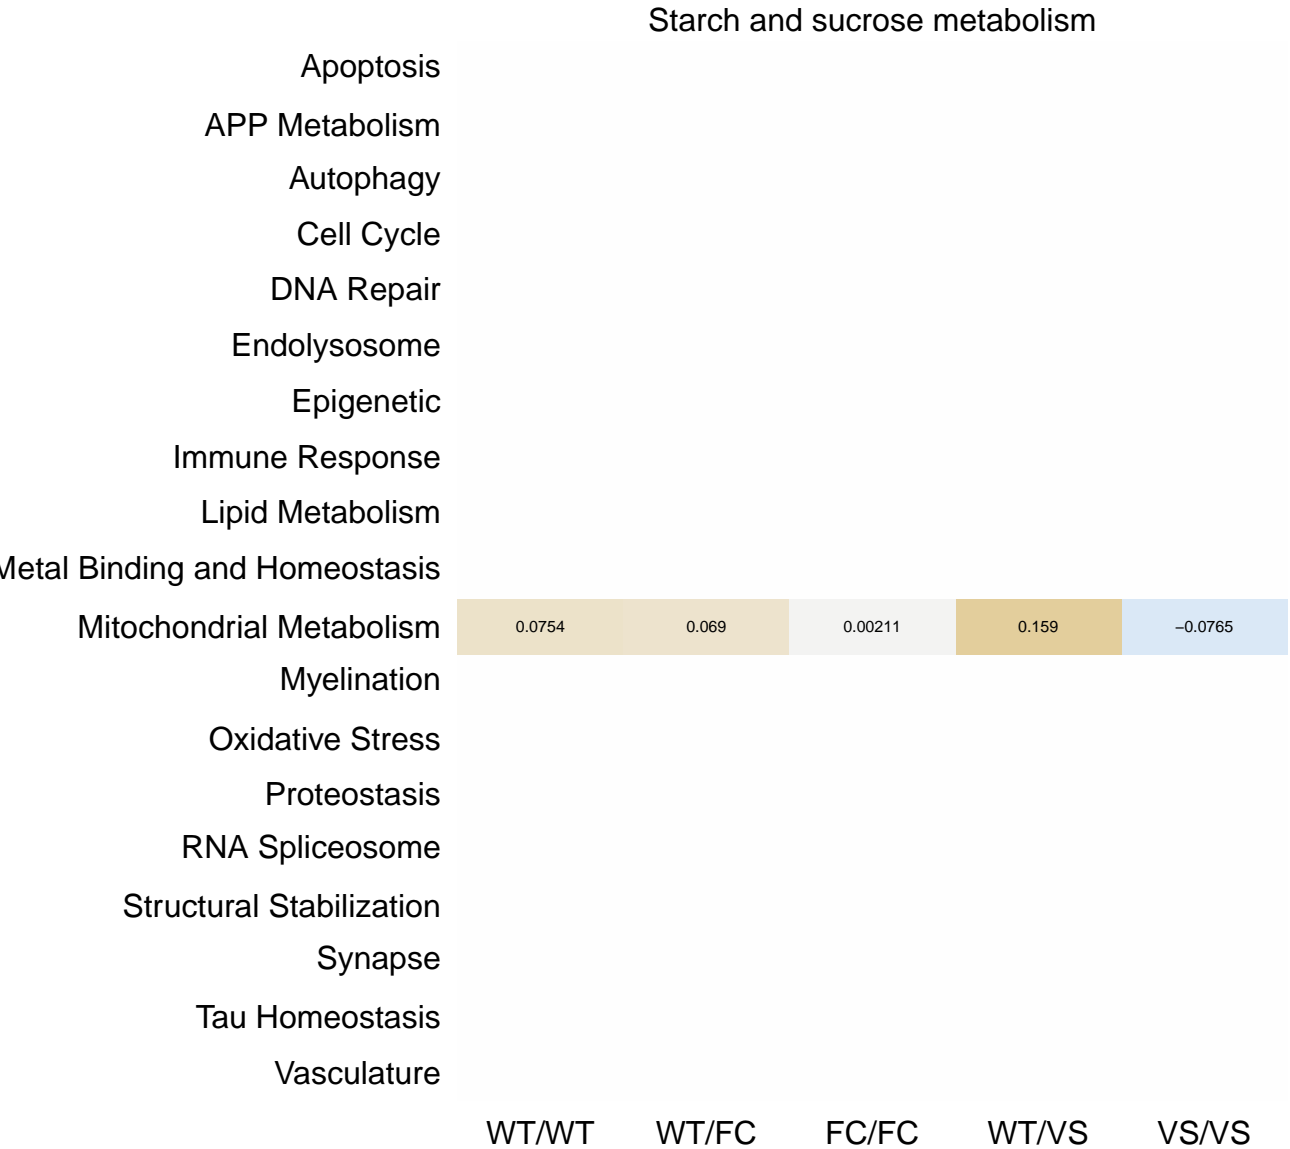 Starch and sucrose metabolism
Apoptosis
APP Metabolism
Autophagy
Cell Cycle
DNA Repair
Endolysosome
Epigenetic
Immune Response
Lipid Metabolism
Metal Binding and Homeostasis
Mitochondrial Metabolism 0.0754 0.069 0.00211 0.159 −0.0765
Myelination
Oxidative Stress
Proteostasis
RNA Spliceosome
Structural Stabilization
Synapse
Tau Homeostasis
Vasculature
WT/WT WT/FC FC/FC WT/VS VS/VS